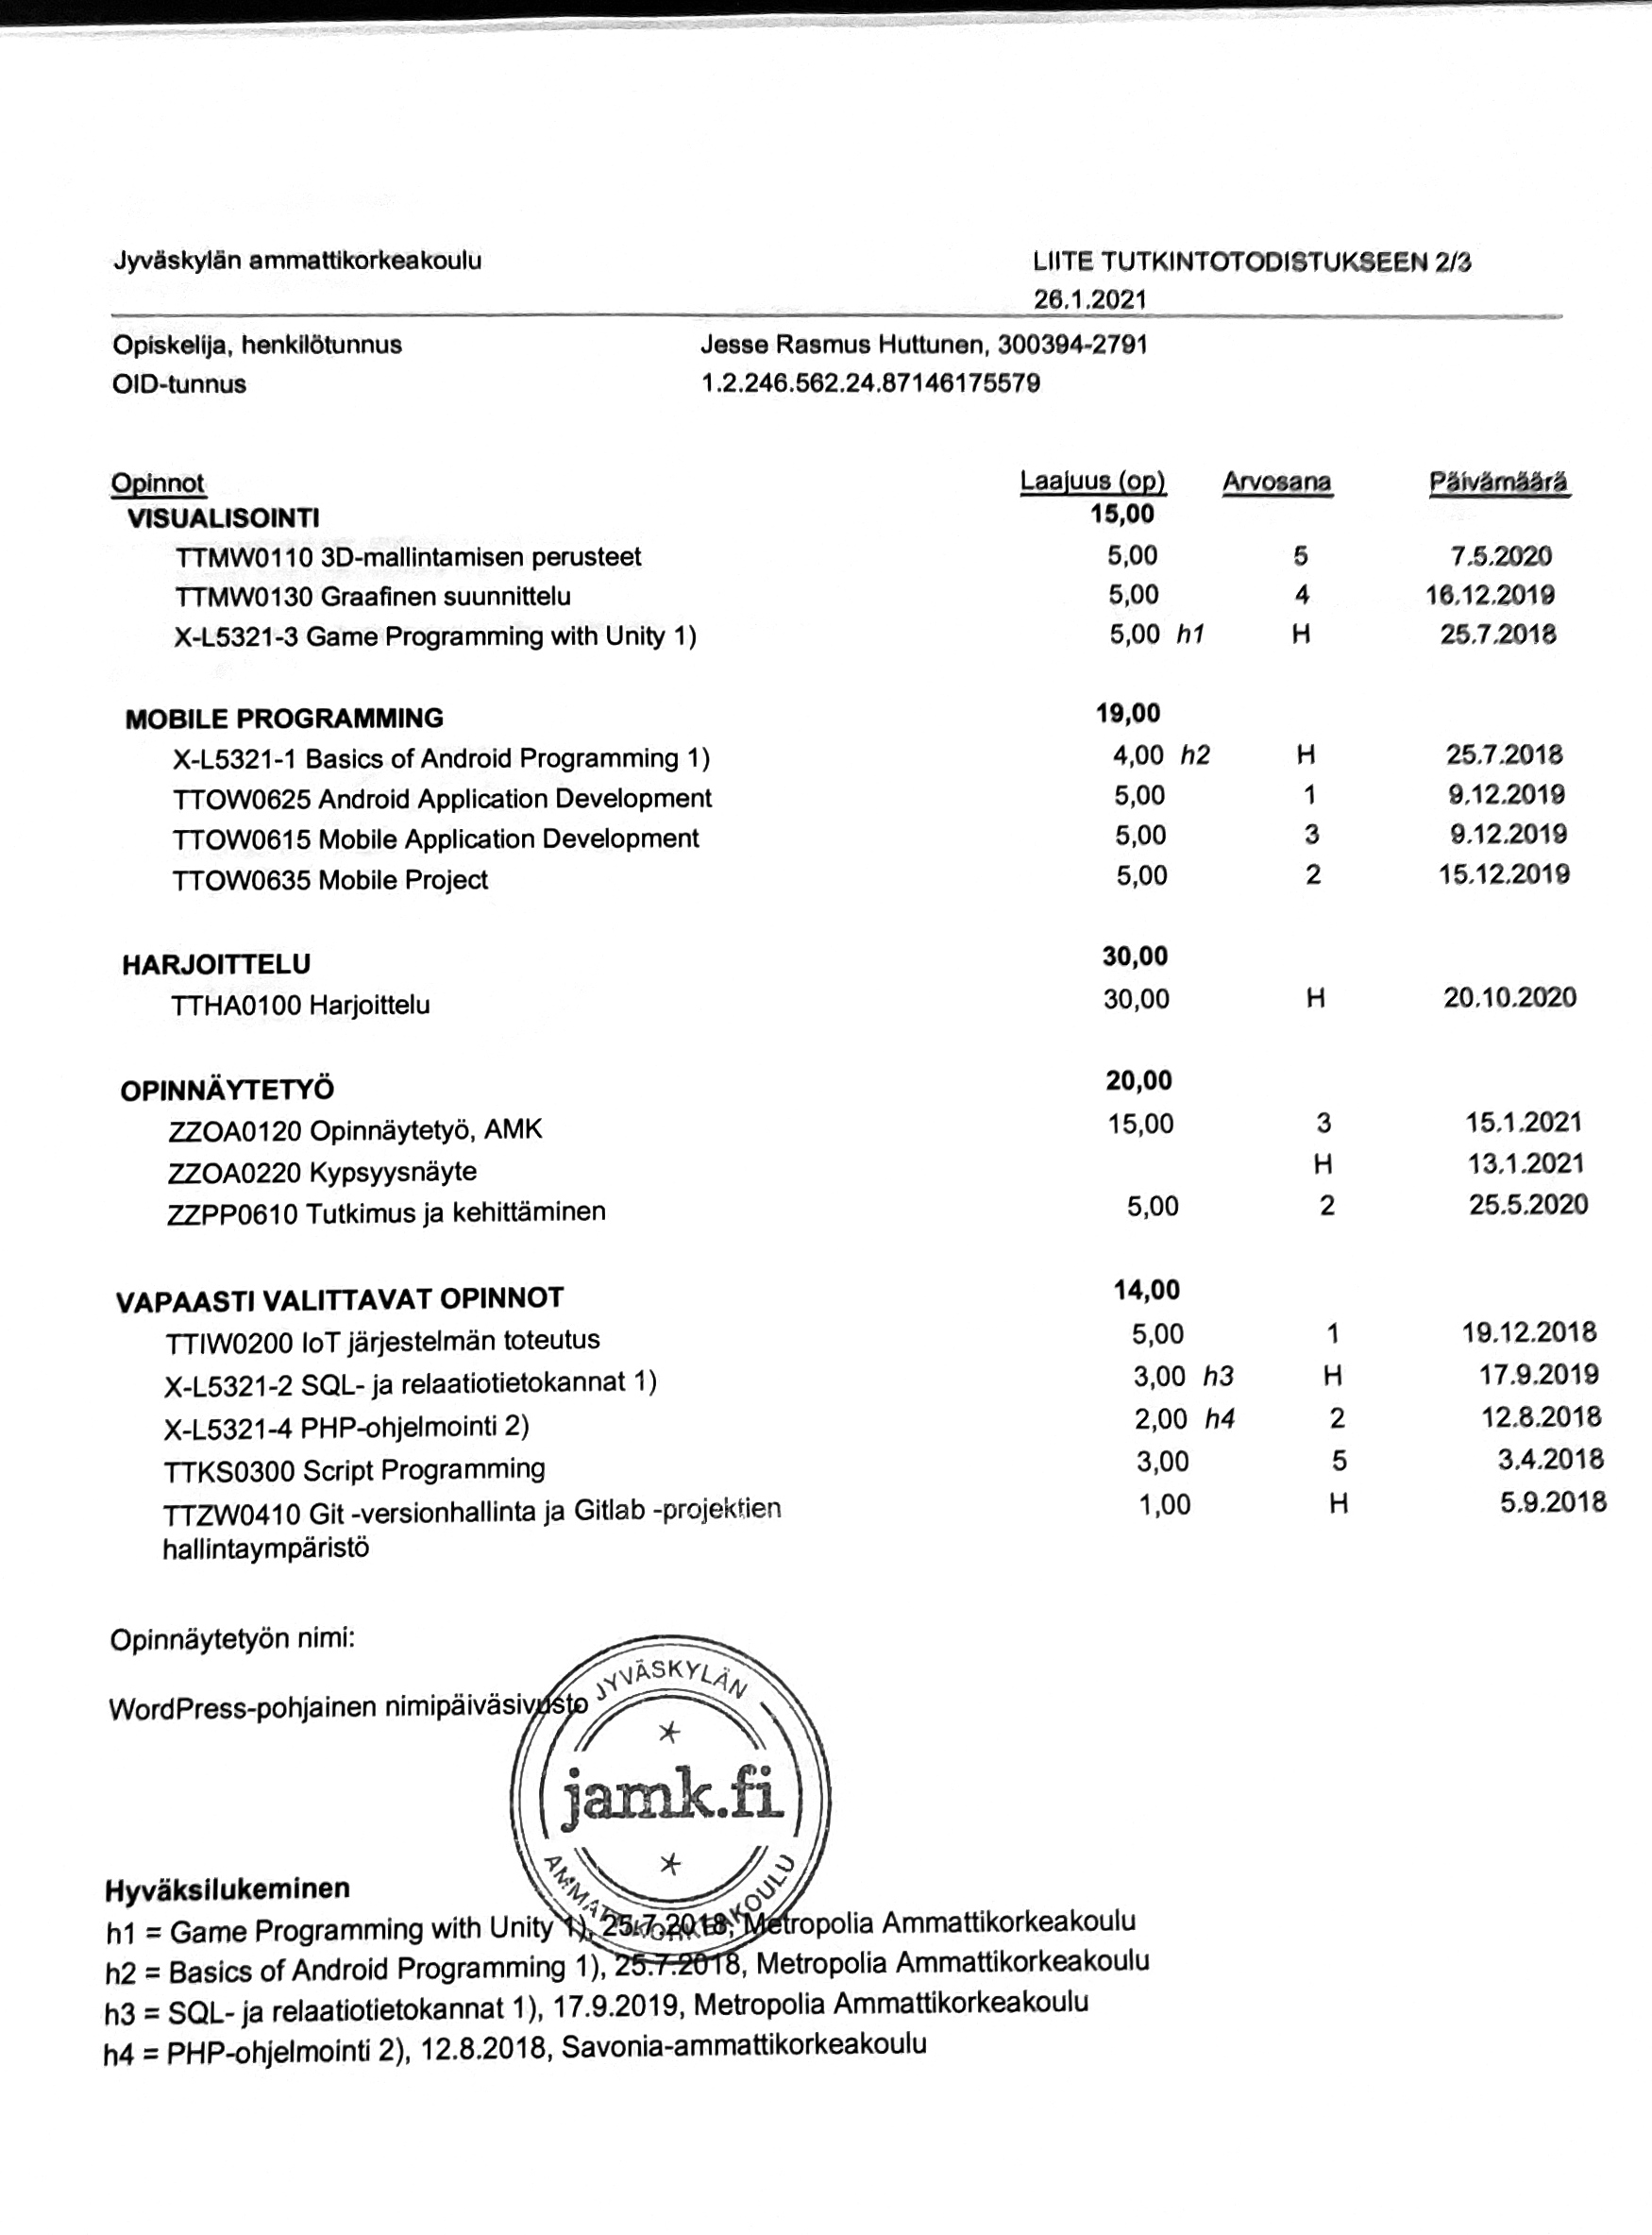 Jyväskylän ammattikorkeakoulu LIITE TUTKINTOTODISTUKSEEN 2/3
26.1.2021
Opiskelija, henkilötunnus Jesse Rasmus Huttunen, 300394-2791
OID-tunnus 1.2.246.562.24.87146175579
Opinnot Laajuus (op) Arvosana Päivämäärä
VISUALISOINTI 15,00
TTMW0110 3D-mallintamisen perusteet 5,00 5 7.5.2020
TTMW0130 Graafinen suunnittelu 5,00 4 16.12.2019
X-L5321-3 Game Programming with Unity 1) 5,00 h1 H 25.7.2018
MOBILE PROGRAMMING 19,00
X-L5321-1 Basics of Android Programming 1) 4,00 h2 H 25.7.2018
TTOW0625 Android Application Development 5,00 1 9.12.2019
TTOW0615 Mobile Application Development 5,00 3 9.12.2019
TTOW0635 Mobile Project 5,00 2 15.12.2019
HARJOITTELU 30,00
TTHA0100 Harjoittelu 30,00 H 20.10.2020
OPINNÄYTETYÖ 20,00
ZZOA0120 Opinnäytetyö, AMK 15,00 3 15.1.2021
ZZOA0220 Kypsyysnäyte H 13.1.2021
ZZPP0610 Tutkimus ja kehittäminen 5,00 2 25.5.2020
VAPAASTI VALITTAVAT OPINNOT 14,00
TTIW0200 IoT järjestelmän toteutus 5,00 1 19.12.2018
X-L5321-2 SQL- ja relaatiotietokannat 1) 3,00 h3 H 17.9.2019
X-L5321-4 PHP-ohjelmointi 2) 2,00 h4 2 12.8.2018
TTKS0300 Script Programming 3,00 5 3.4.2018
TTZW0410 Git -versionhallinta ja Gitlab -projektien 1,00 H 5.9.2018
hallintaympäristö
Opinnäytetyön nimi:
WordPress-pohjainen nimipäiväsivusto
JYVÄSKYLÄN
jamk.fi
AMMATTIKORKEAKOULU
Hyväksilukeminen
h1 = Game Programming with Unity 1), 25.7.2018, Metropolia Ammattikorkeakoulu
h2 = Basics of Android Programming 1), 25.7.2018, Metropolia Ammattikorkeakoulu
h3 = SQL- ja relaatiotietokannat 1), 17.9.2019, Metropolia Ammattikorkeakoulu
h4 = PHP-ohjelmointi 2), 12.8.2018, Savonia-ammattikorkeakoulu